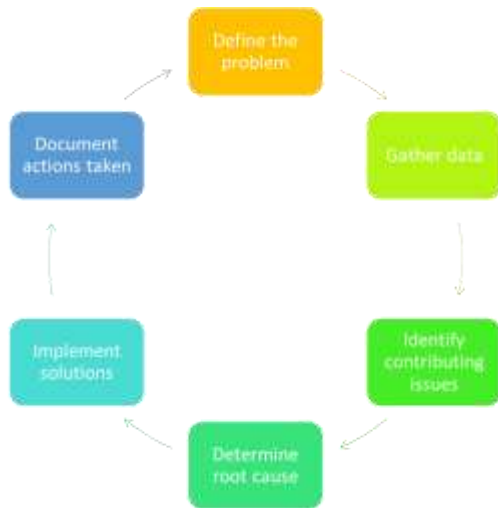 Define the
problem
Gather data
Identify
contributing
issues
Determine
root cause
Implement
solutions
Document
actions taken